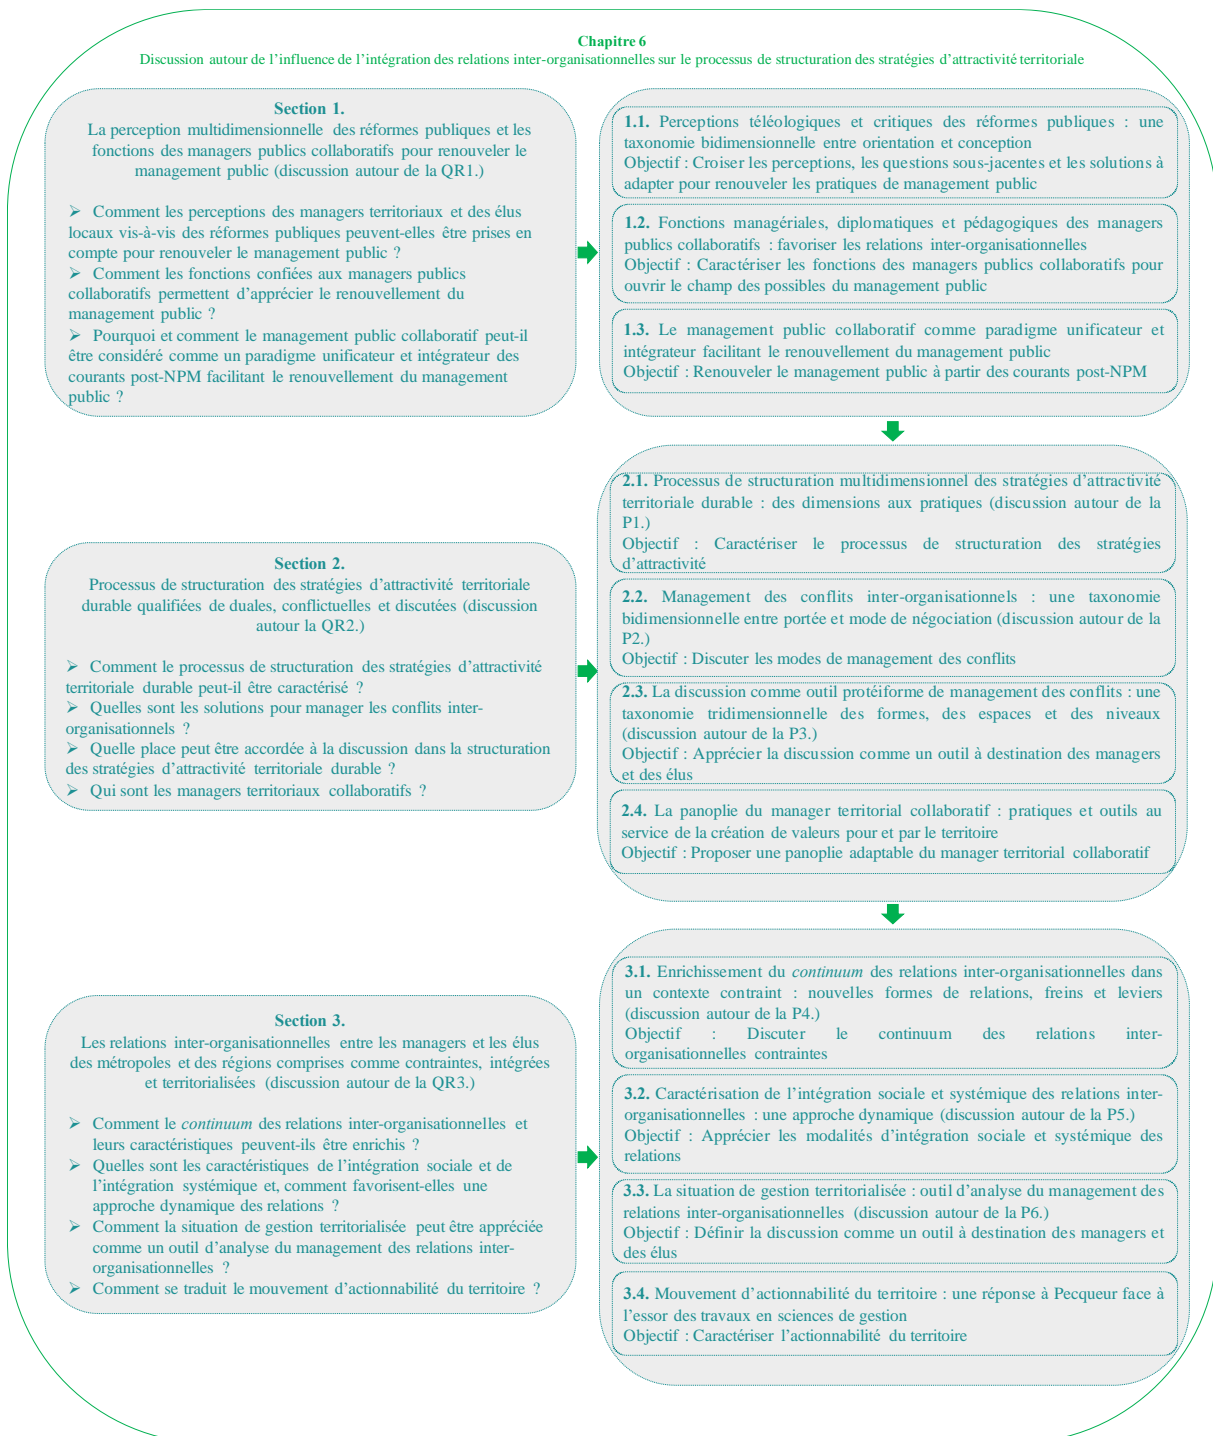 Chapitre 6
Discussion autour de l’influence de l’intégration des relations inter-organisationnelles sur le processus de structuration des stratégies d’attractivité territoriale
Section 1.
La perception multidimensionnelle des réformes publiques et les
fonctions des managers publics collaboratifs pour renouveler le
management public (discussion autour de la QR1.)
➢ Comment les perceptions des managers territoriaux et des élus
locaux vis-à-vis des réformes publiques peuvent-elles être prises en
compte pour renouveler le management public ?
➢ Comment les fonctions confiées aux managers publics
collaboratifs permettent d’apprécier le renouvellement du
management public ?
➢ Pourquoi et comment le management public collaboratif peut-il
être considéré comme un paradigme unificateur et intégrateur des
courants post-NPM facilitant le renouvellement du management
public ?
1.1. Perceptions téléologiques et critiques des réformes publiques : une
taxonomie bidimensionnelle entre orientation et conception
Objectif : Croiser les perceptions, les questions sous-jacentes et les solutions à
adapter pour renouveler les pratiques de management public
1.2. Fonctions managériales, diplomatiques et pédagogiques des managers
publics collaboratifs : favoriser les relations inter-organisationnelles
Objectif : Caractériser les fonctions des managers publics collaboratifs pour
ouvrir le champ des possibles du management public
1.3. Le management public collaboratif comme paradigme unificateur et
intégrateur facilitant le renouvellement du management public
Objectif : Renouveler le management public à partir des courants post-NPM
Section 2.
Processus de structuration des stratégies d’attractivité territoriale
durable qualifiées de duales, conflictuelles et discutées (discussion
autour la QR2.)
➢ Comment le processus de structuration des stratégies d’attractivité
territoriale durable peut-il être caractérisé ?
➢ Quelles sont les solutions pour manager les conflits inter-
organisationnels ?
➢ Quelle place peut être accordée à la discussion dans la structuration
des stratégies d’attractivité territoriale durable ?
➢ Qui sont les managers territoriaux collaboratifs ?
2.1. Processus de structuration multidimensionnel des stratégies d’attractivité
territoriale durable : des dimensions aux pratiques (discussion autour de la
P1.)
Objectif : Caractériser le processus de structuration des stratégies
d’attractivité
2.2. Management des conflits inter-organisationnels : une taxonomie
bidimensionnelle entre portée et mode de négociation (discussion autour de la
P2.)
Objectif : Discuter les modes de management des conflits
2.3. La discussion comme outil protéiforme de management des conflits : une
taxonomie tridimensionnelle des formes, des espaces et des niveaux
(discussion autour de la P3.)
Objectif : Apprécier la discussion comme un outil à destination des managers
et des élus
2.4. La panoplie du manager territorial collaboratif : pratiques et outils au
service de la création de valeurs pour et par le territoire
Objectif : Proposer une panoplie adaptable du manager territorial collaboratif
Section 3.
Les relations inter-organisationnelles entre les managers et les élus
des métropoles et des régions comprises comme contraintes, intégrées
et territorialisées (discussion autour de la QR3.)
➢ Comment le continuum des relations inter-organisationnelles et
leurs caractéristiques peuvent-ils être enrichis ?
➢ Quelles sont les caractéristiques de l’intégration sociale et de
l’intégration systémique et, comment favorisent-elles une
approche dynamique des relations ?
➢ Comment la situation de gestion territorialisée peut être appréciée
comme un outil d’analyse du management des relations inter-
organisationnelles ?
➢ Comment se traduit le mouvement d’actionnabilité du territoire ?
3.1. Enrichissement du continuum des relations inter-organisationnelles dans
un contexte contraint : nouvelles formes de relations, freins et leviers
(discussion autour de la P4.)
Objectif : Discuter le continuum des relations inter-
organisationnelles contraintes
3.2. Caractérisation de l’intégration sociale et systémique des relations inter-
organisationnelles : une approche dynamique (discussion autour de la P5.)
Objectif : Apprécier les modalités d’intégration sociale et systémique des
relations
3.3. La situation de gestion territorialisée : outil d’analyse du management des
relations inter-organisationnelles (discussion autour de la P6.)
Objectif : Définir la discussion comme un outil à destination des managers et
des élus
3.4. Mouvement d’actionnabilité du territoire : une réponse à Pecqueur face à
l’essor des travaux en sciences de gestion
Objectif : Caractériser l’actionnabilité du territoire